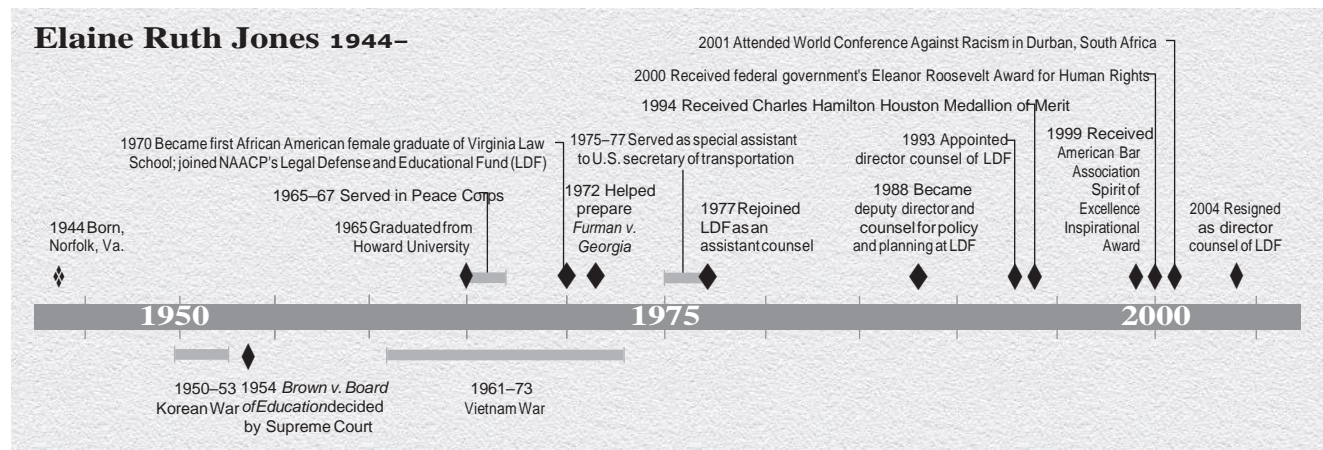 Elaine Ruth Jones 1944–
2001 Attended World Conference Against Racism in Durban, South Africa
2000 Received federal government's Eleanor Roosevelt Award for Human Rights
1994 Received Charles Hamilton Houston Medallion of Merit
1970 Became first African American female graduate of Virginia Law
School; joined NAACP's Legal Defense and Educational Fund (LDF)
1975–77 Served as special assistant
to U.S. secretary of transportation
1993 Appointed
director counsel of LDF
1999 Received
American Bar
Association
Spirit of
Excellence
Inspirational
Award
1965–67 Served in Peace Corps
1972 Helped
prepare
Furman v.
Georgia
1988 Became
deputy director and
counsel for policy
and planning at LDF
1944 Born,
Norfolk, Va.
1965 Graduated from
Howard University
1977 Rejoined
LDF as an
assistant counsel
2004 Resigned
as director
counsel of LDF
1950
1975
2000
1950–53
Korean War
1954 Brown v. Board
of Education decided
by Supreme Court
1961–73
Vietnam War